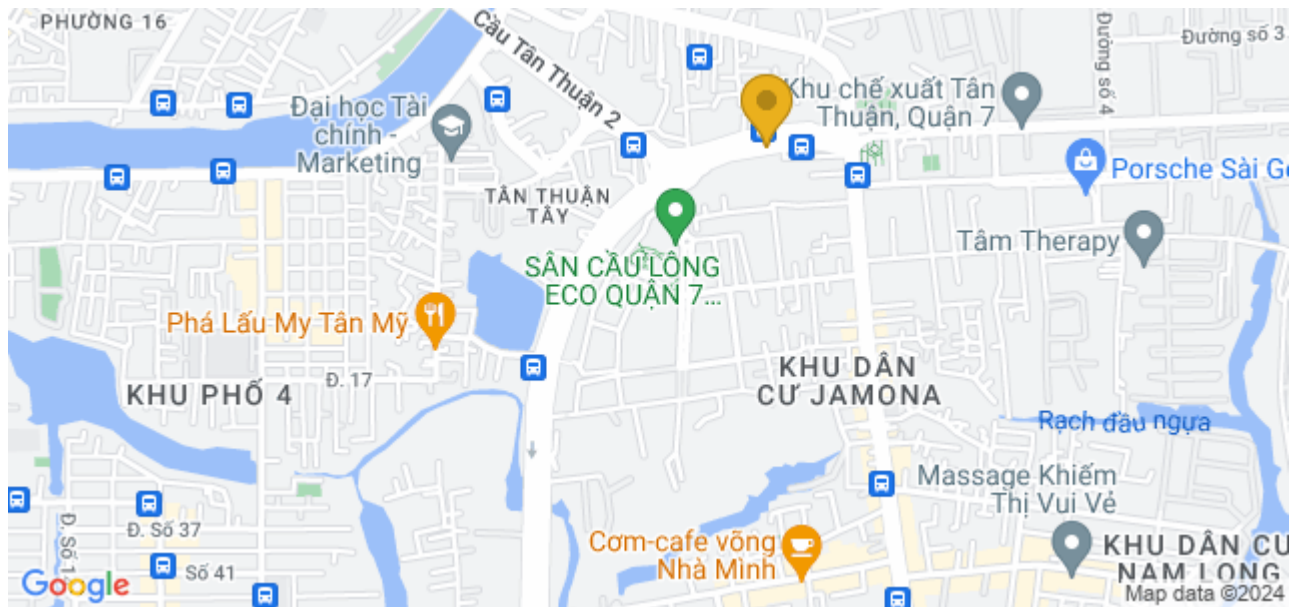 PHƯỜNG 16
Cầu Tân Thuận 2
Đường số 4
Đường số 3
Khu chế xuất Tân
Thuận, Quận 7
Đại học Tài
chính -
Marketing
Porsche Sài G
TÂN THUẬN
TÂY
Tâm Therapy
SÂN CẦU LÔNG
ECO QUẬN 7...
Phá Lấu My Tân Mỹ
KHU DÂN
CƯ JAMONA
KHU PHỐ 4
Đ. 17
Rạch đầu ngựa
Massage Khiếm
Thị Vui Vẻ
Đ. Số 1
Đ. Số 37
Cơm-cafe võng
Nhà Mình
KHU DÂN CƯ
NAM LONG
Số 41
Google
Map data ©2024